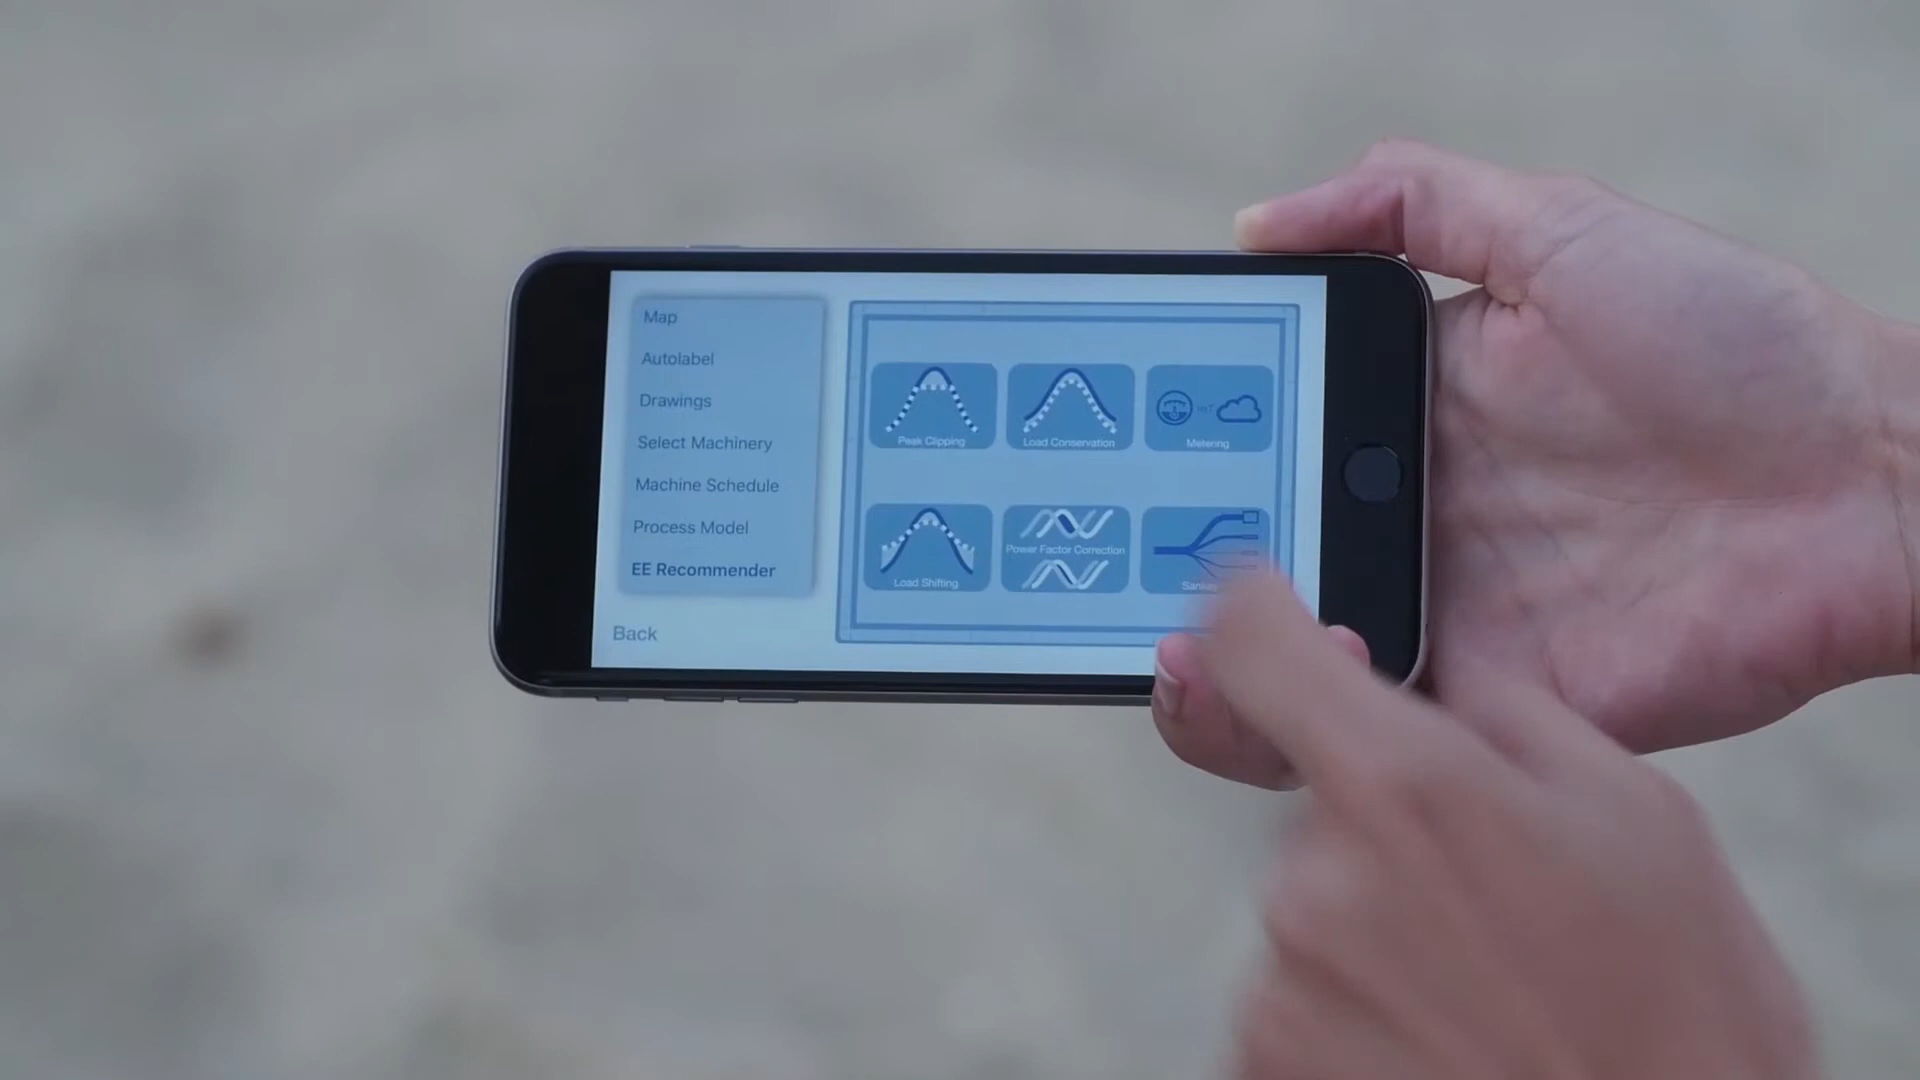 Map
Autolabel
Drawings
Select Machinery
Machine Schedule
Process Model
EE Recommender
Back
Peak Clipping
Load Conservation
Metering
Load Shifting
Power Factor Correction